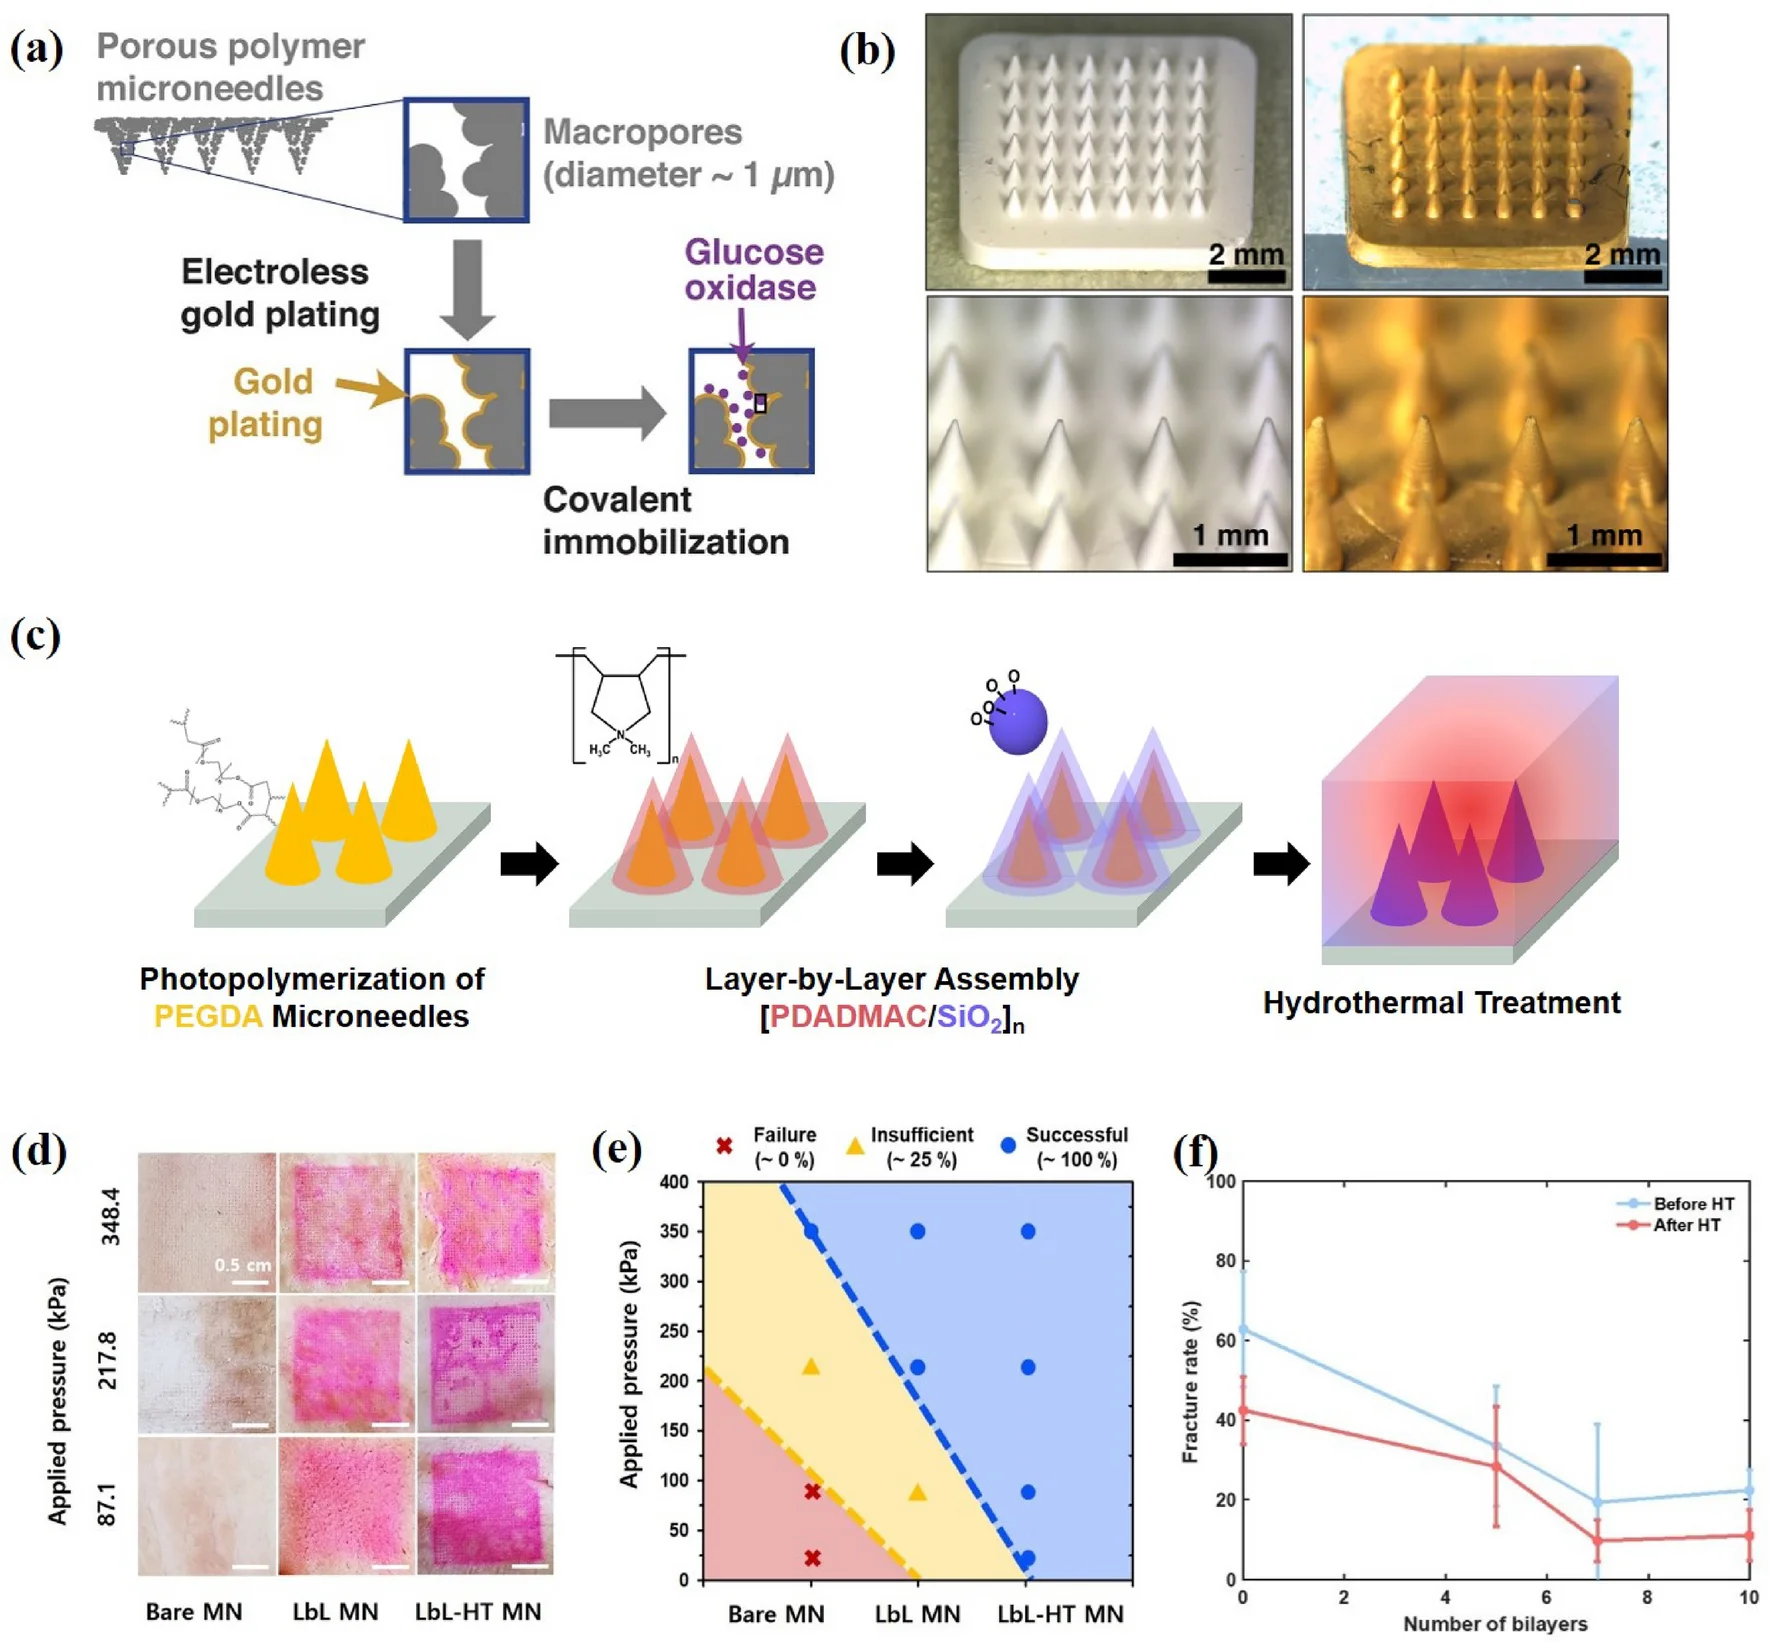 (a)
Porous polymer
microneedles
Macropores
(diameter ~ 1 μm)
Electroless
gold plating
Glucose
oxidase
Gold
plating
Covalent
immobilization
(b)
2 mm
2 mm
1 mm
1 mm
(c)
n
N
H₃C
CH₃
O
O
O
O
Photopolymerization of
PEGDA Microneedles
Layer-by-Layer Assembly
[PDADMAC/SiO₂]n
Hydrothermal Treatment
(d)
Applied pressure (kPa)
348.4
217.8
87.1
0.5 cm
Bare MN
LbL MN
LbL-HT MN
(e)
Failure
(~ 0 %)
Insufficient
(~ 25 %)
Successful
(~ 100 %)
Applied pressure (kPa)
400
350
300
250
200
150
100
50
0
Bare MN
LbL MN
LbL-HT MN
(f)
Before HT
After HT
Fracture rate (%)
100
80
60
40
20
0
0
2
4
6
8
10
Number of bilayers